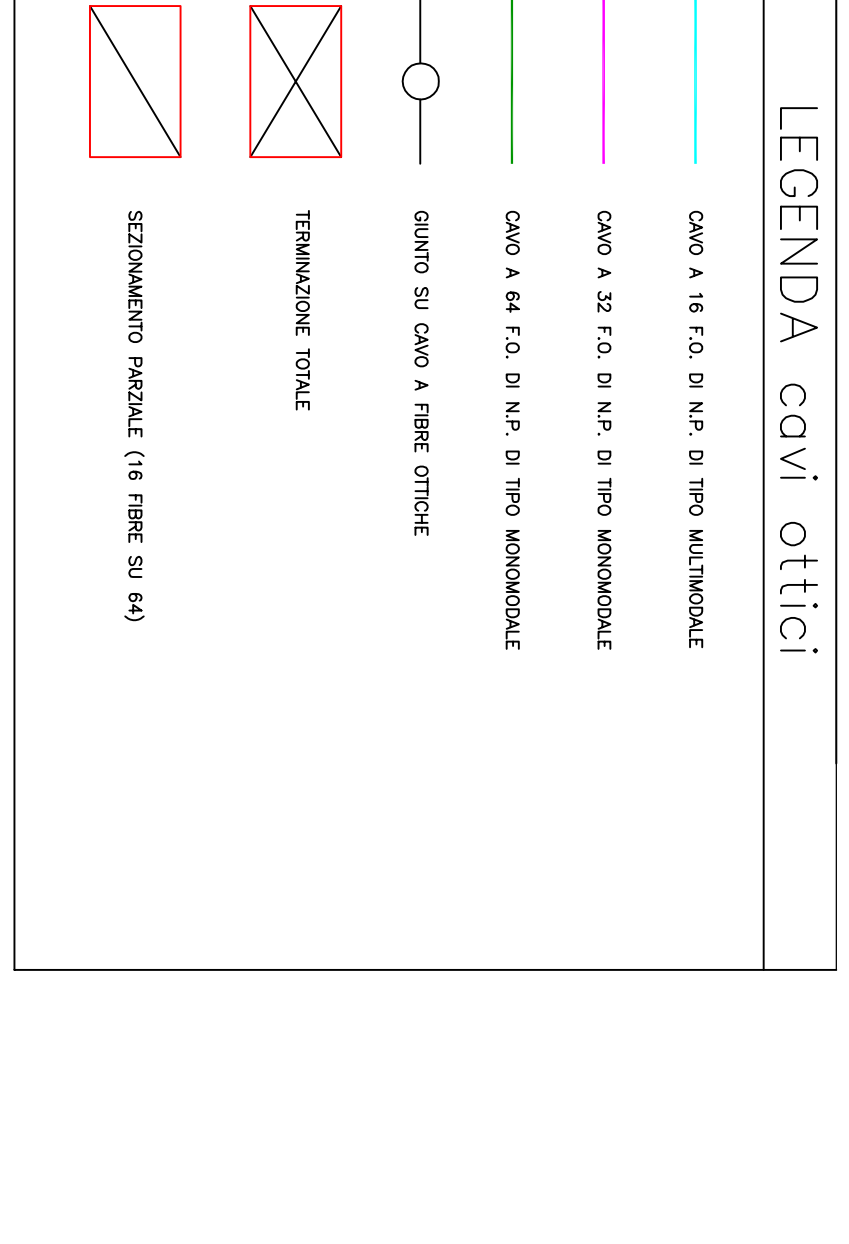 LEGENDA cavi ottici
CAVO A 16 F.O. DI N.P. DI TIPO MULTIMODALE
CAVO A 32 F.O. DI N.P. DI TIPO MONOMODALE
CAVO A 64 F.O. DI N.P. DI TIPO MONOMODALE
GIUNTO SU CAVO A FIBRE OTTICHE
TERMINAZIONE TOTALE
SEZIONAMENTO PARZIALE (16 FIBRE SU 64)